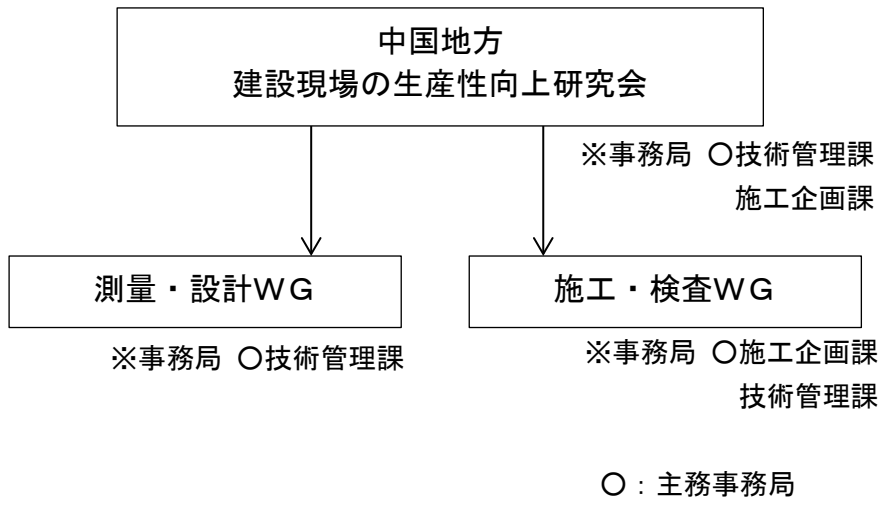 中国地方
建設現場の生産性向上研究会
※事務局 〇技術管理課
施工企画課
測量・設計WG
施工・検査WG
※事務局 〇技術管理課
※事務局 〇施工企画課
技術管理課
〇：主務事務局